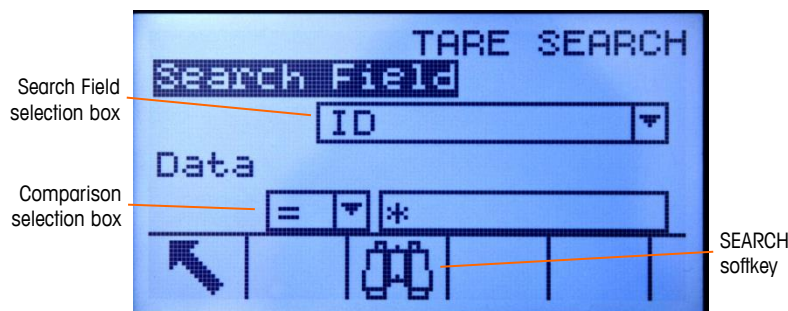 TARE SEARCH
Search Field
Search Field
selection box
ID
Data
Comparison
selection box
= *
SEARCH
softkey